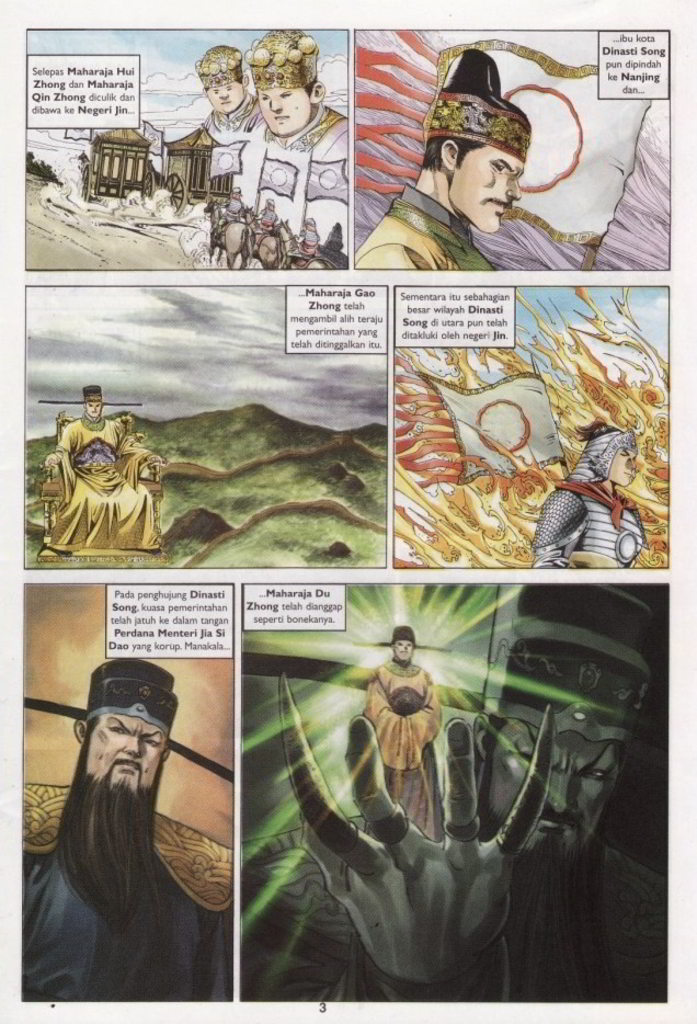 Selepas Maharaja Hui
Zhong dan Maharaja
Qin Zhong diculik dan
dibawa ke Negeri Jin...
...ibu kota
Dinasti Song
pun dipindah
ke Nanjing
dan...
...Maharaja Gao
Zhong telah
mengambil alih teraju
pemerintahan yang
telah ditinggalkan itu.
Sementara itu sebahagian
besar wilayah Dinasti
Song di utara pun telah
ditakluki oleh negeri Jin.
Pada penghujung Dinasti
Song, kuasa pemerintahan
telah jatuh ke dalam tangan
Perdana Menteri Jia Si
Dao yang korup. Manakala...
...Maharaja Du
Zhong telah dianggap
seperti bonekanya.
3